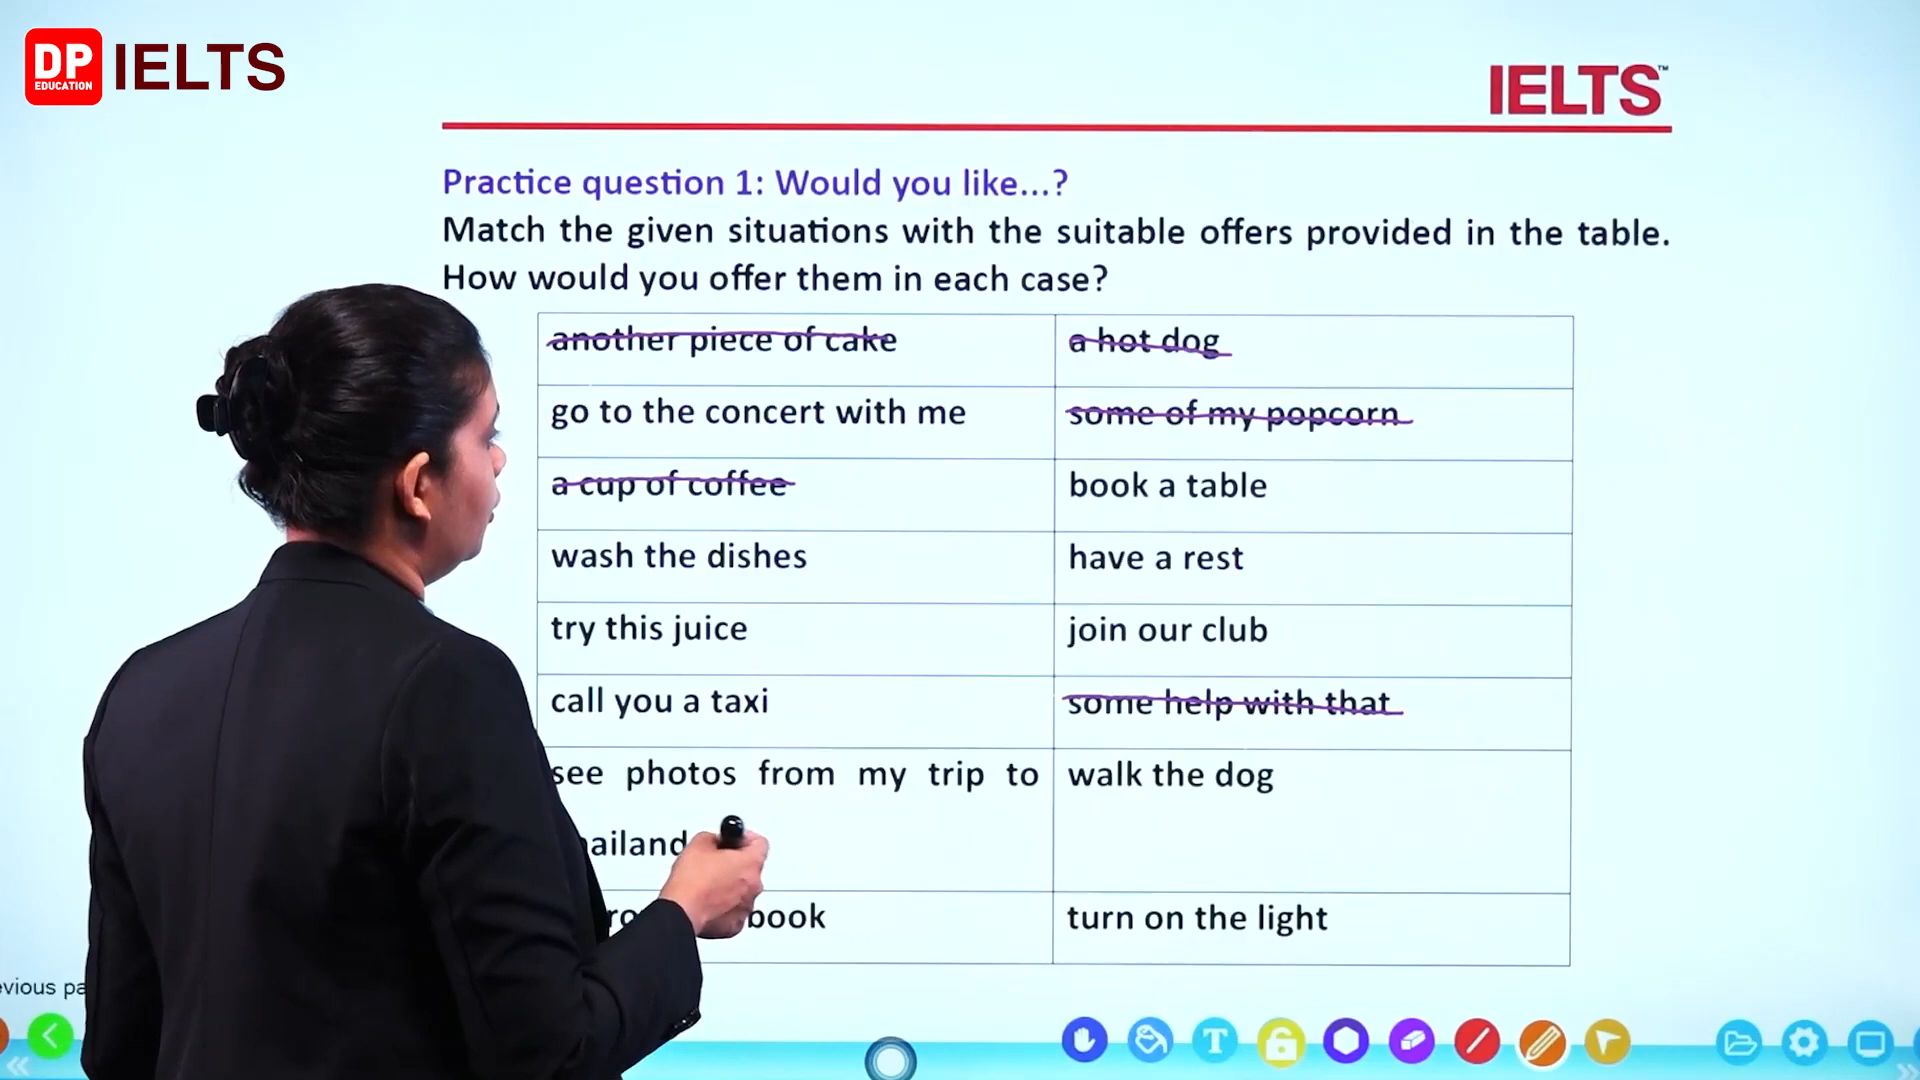 DP
EDUCATION
IELTS
IELTS™
Practice question 1: Would you like...?
Match the given situations with the suitable offers provided in the table.
How would you offer them in each case?
another piece of cake
a hot dog
go to the concert with me
some of my popcorn
a cup of coffee
book a table
wash the dishes
have a rest
try this juice
join our club
call you a taxi
some help with that
see photos from my trip to
walk the dog
book
turn on the light